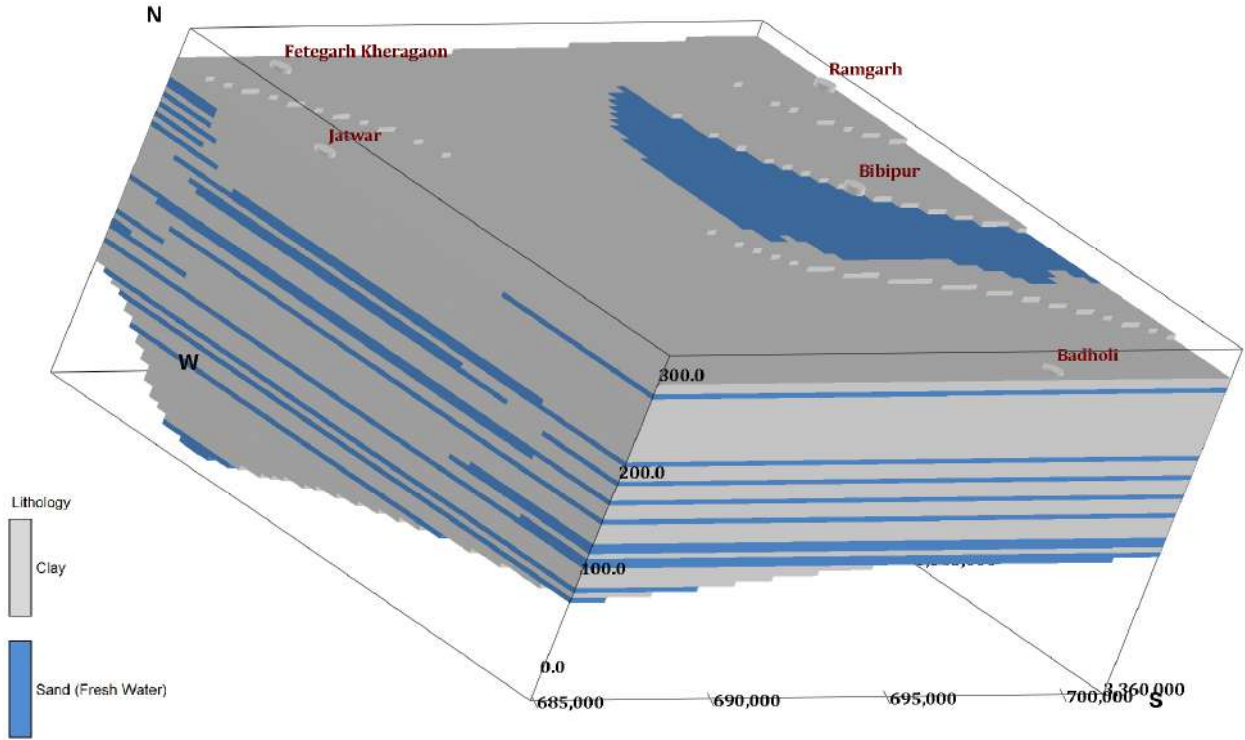 N
Fetegarh Kheragaon
Ramgarh
Jatwar
Bibipur
W
Badholi
300.0
200.0
Lithology
Clay
100.0
Sand (Fresh Water)
0.0
685,000
690,000
695,000
700,000
3,360,000
S